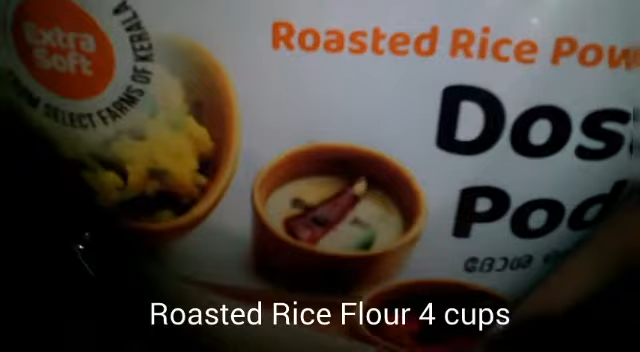 Extra
Soft
SELECT FARMS OF KERALA
Roasted Rice Pow
Dos
Pod
ദോശ
Roasted Rice Flour 4 cups